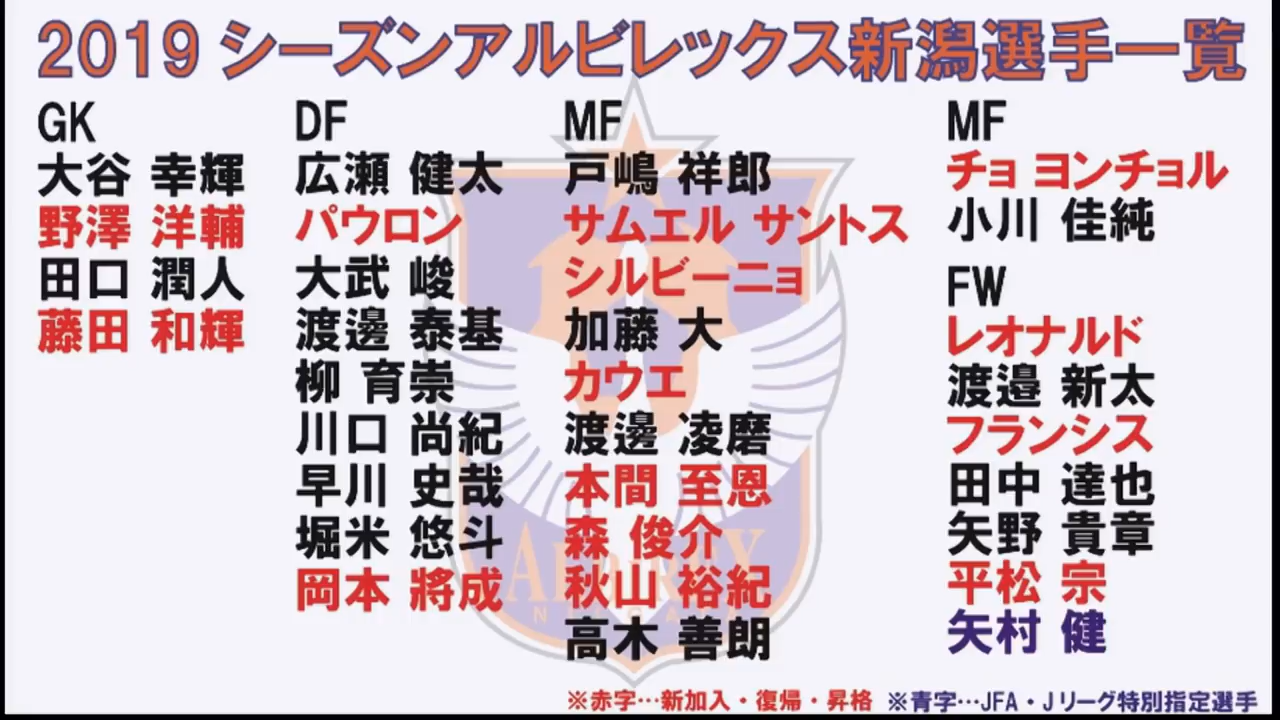 2019 シーズンアルビレックス新潟選手一覧
GK
大谷 幸輝
野澤 洋輔
田口 潤人
藤田 和輝
DF
広瀬 健太
パウロン
大武 峻
渡邊 泰基
柳 育崇
川口 尚紀
早川 史哉
堀米 悠斗
岡本 將成
MF
戸嶋 祥郎
サムエル サントス
シルビーニョ
加藤 大
カウエ
渡邊 凌磨
本間 至恩
森 俊介
秋山 裕紀
高木 善朗
MF
チョ ヨンチョル
小川 佳純
FW
レオナルド
渡邉 新太
フランシス
田中 達也
矢野 貴章
平松 宗
矢村 健
※赤字…新加入・復帰・昇格 ※青字…JFA・Jリーグ特別指定選手